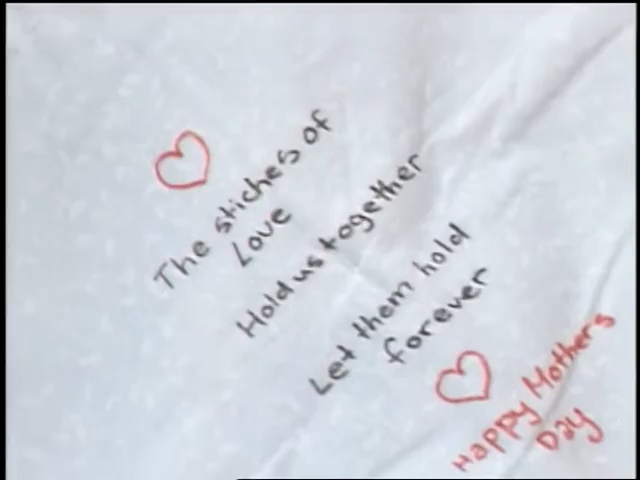 The stiches of
Love
Hold us together
Let them hold
forever
Happy Mothers
Day